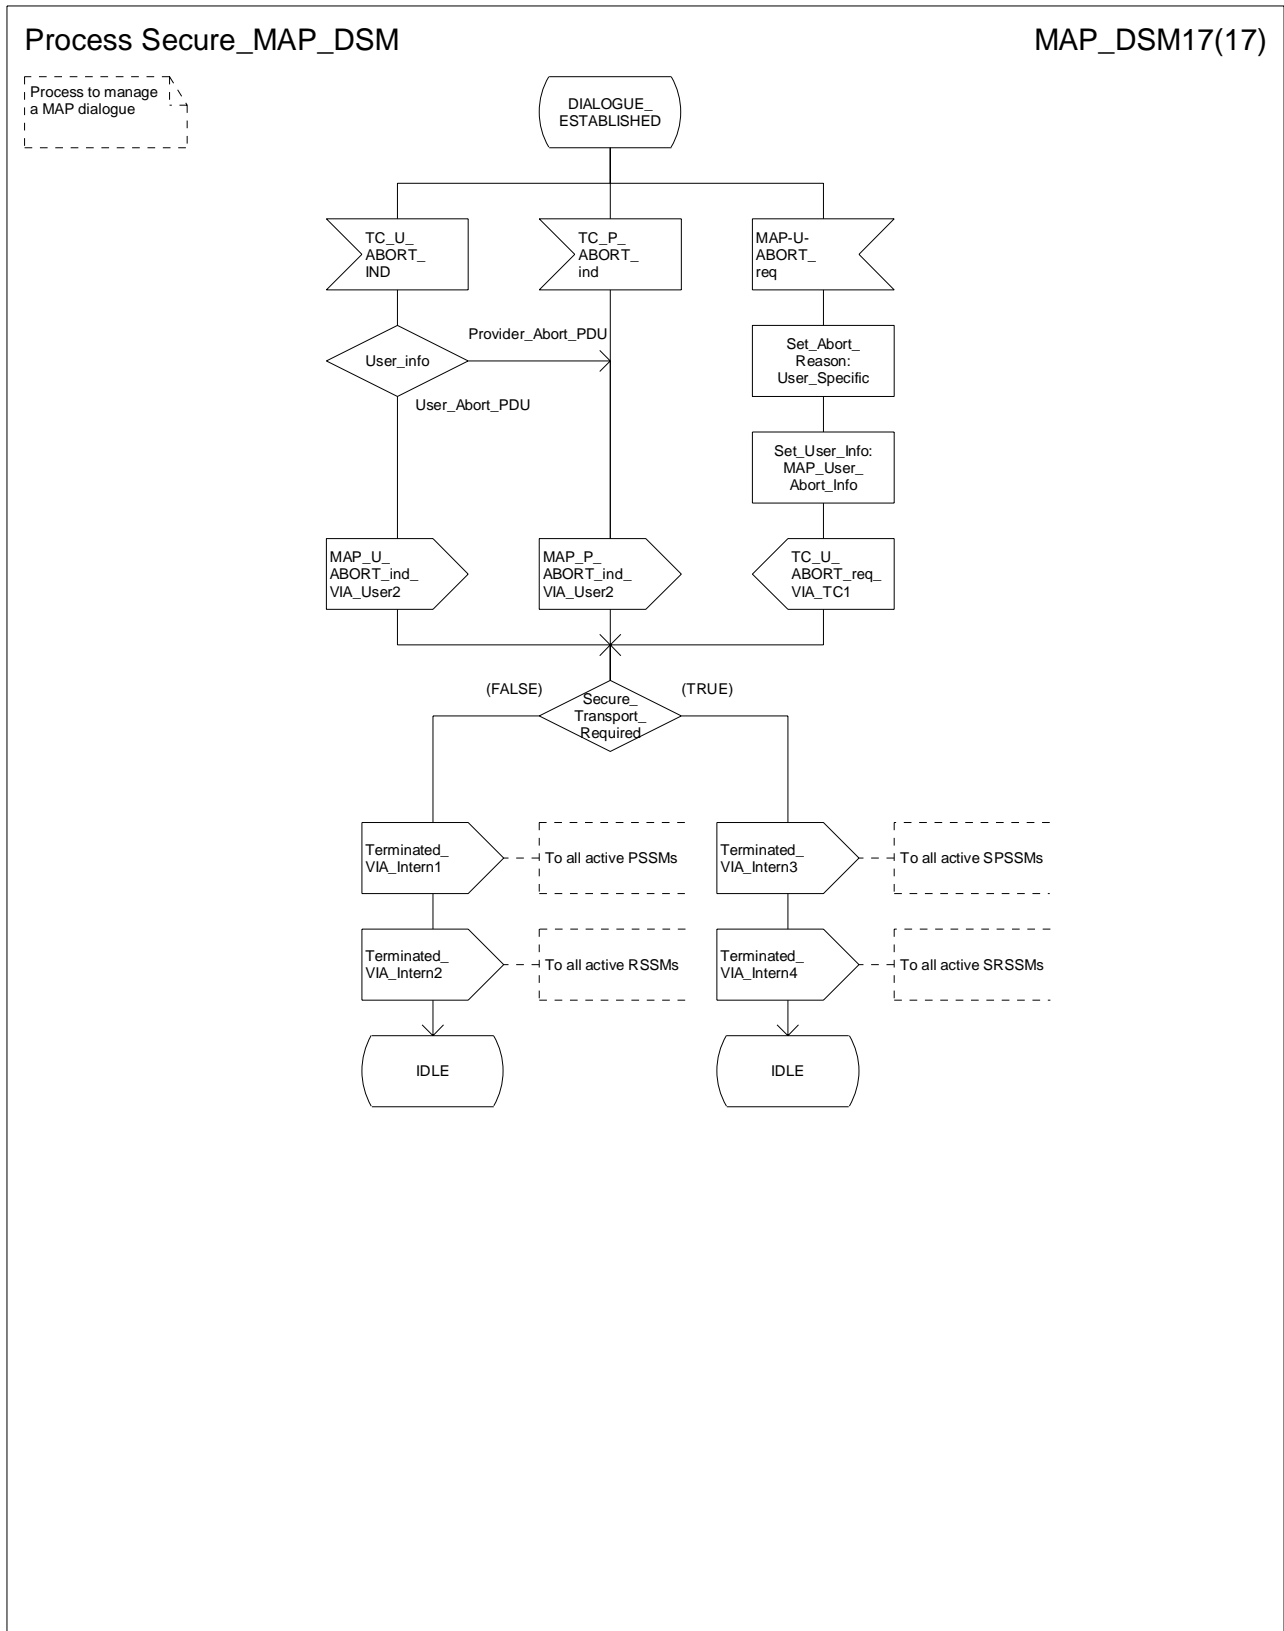 Process Secure_MAP_DSM
MAP_DSM17(17)
Process to manage
a MAP dialogue
DIALOGUE_
ESTABLISHED
TC_U_
ABORT_
IND
TC_P_
ABORT_
ind
MAP-U-
ABORT_
req
User_info
Provider_Abort_PDU
User_Abort_PDU
Set_Abort_
Reason:
User_Specific
Set_User_Info:
MAP_User_
Abort_Info
MAP_U_
ABORT_ind_
VIA_User2
MAP_P_
ABORT_ind_
VIA_User2
TC_U_
ABORT_req_
VIA_TC1
(FALSE)
(TRUE)
Secure_
Transport_
Required
Terminated_
VIA_Intern1
To all active PSSMs
Terminated_
VIA_Intern3
To all active SPSSMs
Terminated_
VIA_Intern2
To all active RSSMs
Terminated_
VIA_Intern4
To all active SRSSMs
IDLE
IDLE